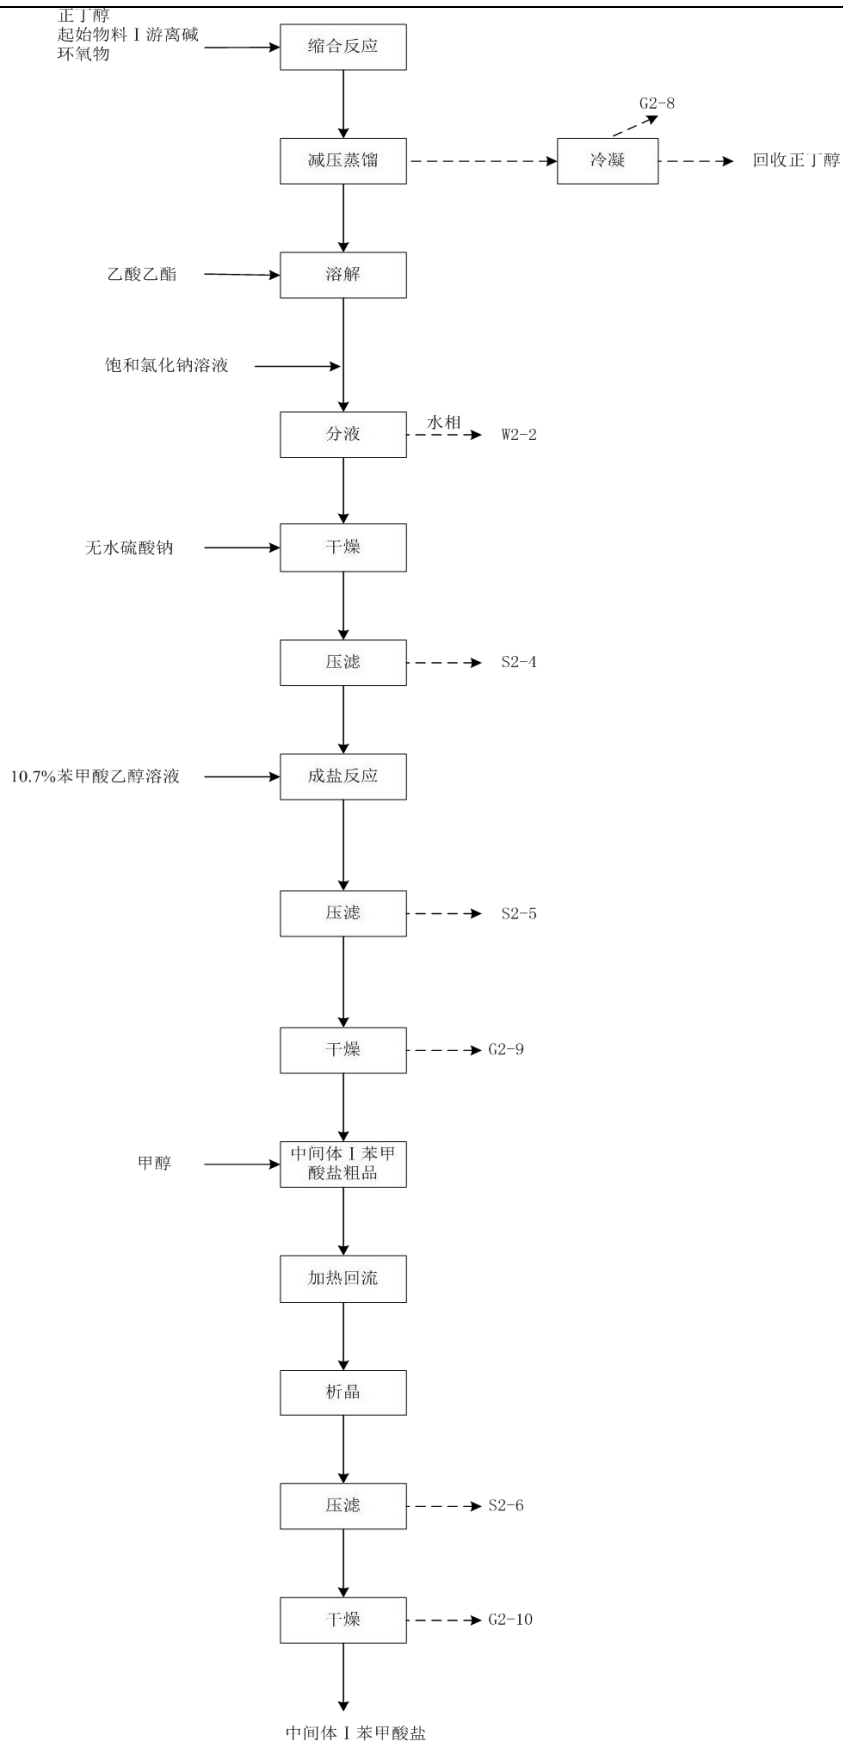 正丁醇
起始物料Ⅰ游离碱
环氧物
缩合反应
G2-8
减压蒸馏
冷凝
回收正丁醇
乙酸乙酯
溶解
饱和氯化钠溶液
水相
分液
W2-2
无水硫酸钠
干燥
压滤
S2-4
10.7%苯甲酸乙醇溶液
成盐反应
压滤
S2-5
干燥
G2-9
甲醇
中间体Ⅰ苯甲
酸盐粗品
加热回流
析晶
压滤
S2-6
干燥
G2-10
中间体Ⅰ苯甲酸盐